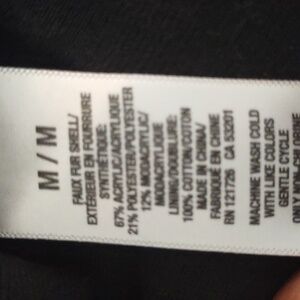 M / M
FAUX FUR SHELL/
EXTÉRIEUR EN FOURRURE
SYNTHÉTIQUE:
67% ACRYLIC/ACRYLIQUE
21% POLYESTER/POLYESTER
12% MODACRYLIC/
MODACRYLIQUE
LINING/DOUBLURE:
100% COTTON/COTON
MADE IN CHINA/
FABRIQUÉ EN CHINE
RN 121726 CA 53201
MACHINE WASH COLD
WITH LIKE COLORS
GENTLE CYCLE
ONLY